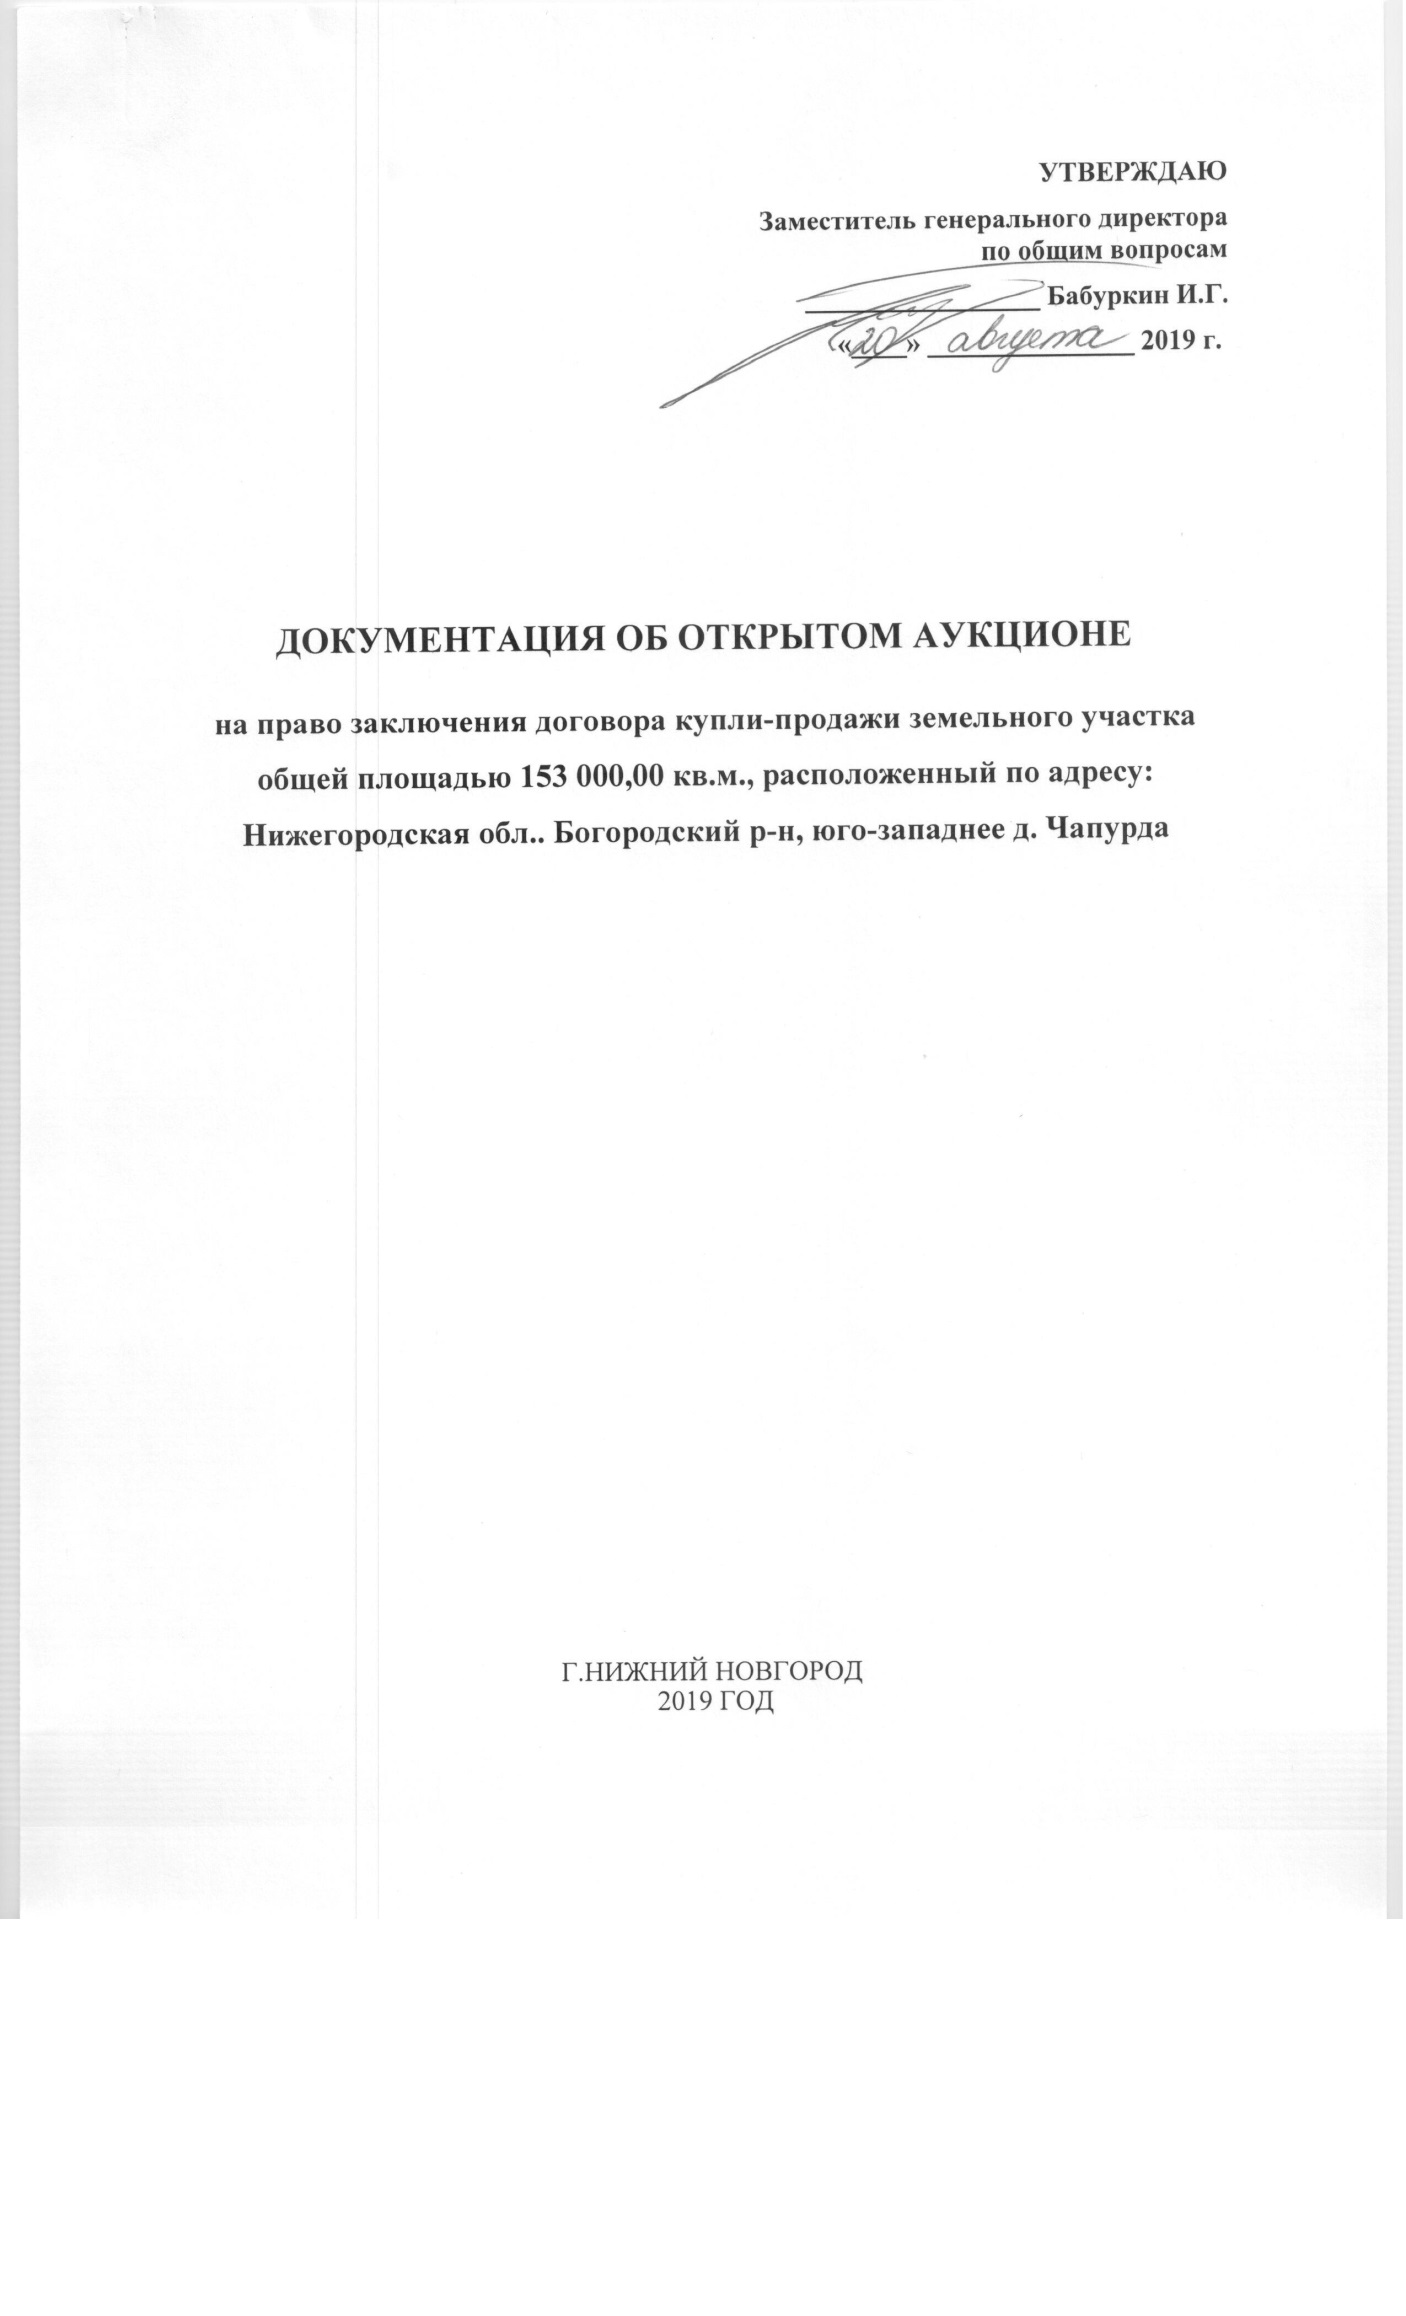 УТВЕРЖДАЮ
Заместитель генерального директора
по общим вопросам
Бабуркин И.Г.
«20» августа 2019 г.
ДОКУМЕНТАЦИЯ ОБ ОТКРЫТОМ АУКЦИОНЕ
на право заключения договора купли-продажи земельного участка
общей площадью 153 000,00 кв.м., расположенный по адресу:
Нижегородская обл.. Богородский р-н, юго-западнее д. Чапурда
Г.НИЖНИЙ НОВГОРОД
2019 ГОД